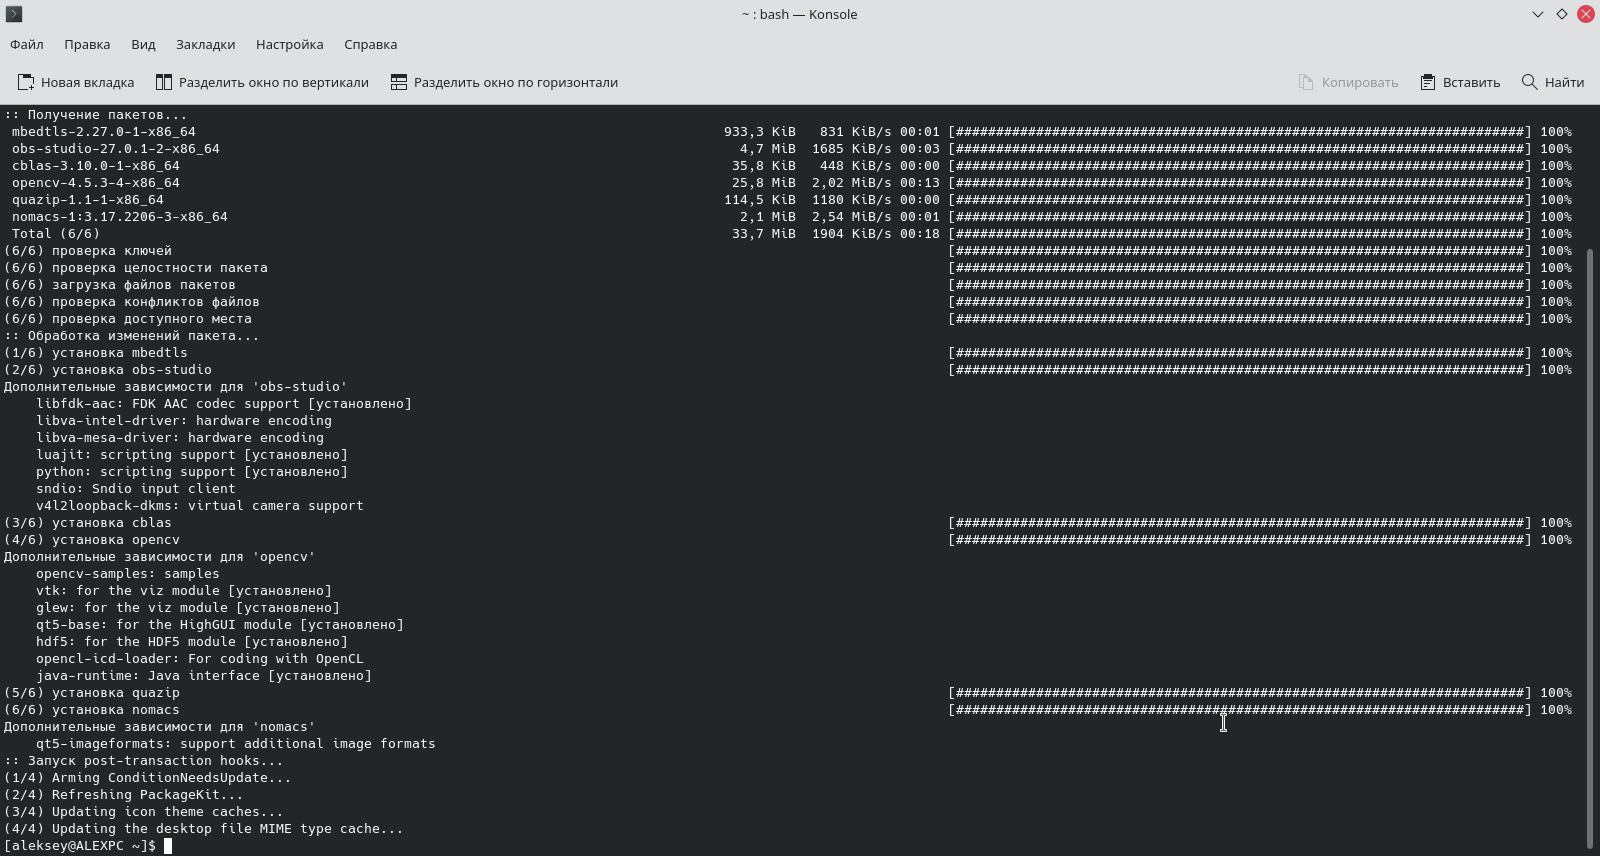 ~ : bash — Konsole
Файл Правка Вид Закладки Настройка Справка
Новая вкладка Разделить окно по вертикали Разделить окно по горизонтали Копировать Вставить Найти
:: Получение пакетов...
mbedtls-2.27.0-1-x86_64 933,3 KiB 831 KiB/s 00:01 [#######################################################################] 100%
obs-studio-27.0.1-2-x86_64 4,7 MiB 1685 KiB/s 00:03 [#######################################################################] 100%
cblas-3.10.0-1-x86_64 35,8 KiB 448 KiB/s 00:00 [#######################################################################] 100%
opencv-4.5.3-4-x86_64 25,8 MiB 2,02 MiB/s 00:13 [#######################################################################] 100%
quazip-1.1-1-x86_64 114,5 KiB 1180 KiB/s 00:00 [#######################################################################] 100%
nomacs-1:3.17.2206-3-x86_64 2,1 MiB 2,54 MiB/s 00:01 [#######################################################################] 100%
Total (6/6) 33,7 MiB 1904 KiB/s 00:18 [#######################################################################] 100%
(6/6) проверка ключей [#######################################################################] 100%
(6/6) проверка целостности пакета [#######################################################################] 100%
(6/6) загрузка файлов пакетов [#######################################################################] 100%
(6/6) проверка конфликтов файлов [#######################################################################] 100%
(6/6) проверка доступного места [#######################################################################] 100%
:: Обработка изменений пакета...
(1/6) установка mbedtls [#######################################################################] 100%
(2/6) установка obs-studio [#######################################################################] 100%
Дополнительные зависимости для 'obs-studio'
libfdk-aac: FDK AAC codec support [установлено]
libva-intel-driver: hardware encoding
libva-mesa-driver: hardware encoding
luajit: scripting support [установлено]
python: scripting support [установлено]
sndio: Sndio input client
v4l2loopback-dkms: virtual camera support
(3/6) установка cblas [#######################################################################] 100%
(4/6) установка opencv [#######################################################################] 100%
Дополнительные зависимости для 'opencv'
opencv-samples: samples
vtk: for the viz module [установлено]
glew: for the viz module [установлено]
qt5-base: for the HighGUI module [установлено]
hdf5: for the HDF5 module [установлено]
opencl-icd-loader: For coding with OpenCL
java-runtime: Java interface [установлено]
(5/6) установка quazip [#######################################################################] 100%
(6/6) установка nomacs [#######################################################################] 100%
Дополнительные зависимости для 'nomacs'
qt5-imageformats: support additional image formats
:: Запуск post-transaction hooks...
(1/4) Arming ConditionNeedsUpdate...
(2/4) Refreshing PackageKit...
(3/4) Updating icon theme caches...
(4/4) Updating the desktop file MIME type cache...
[aleksey@ALEXPC ~]$